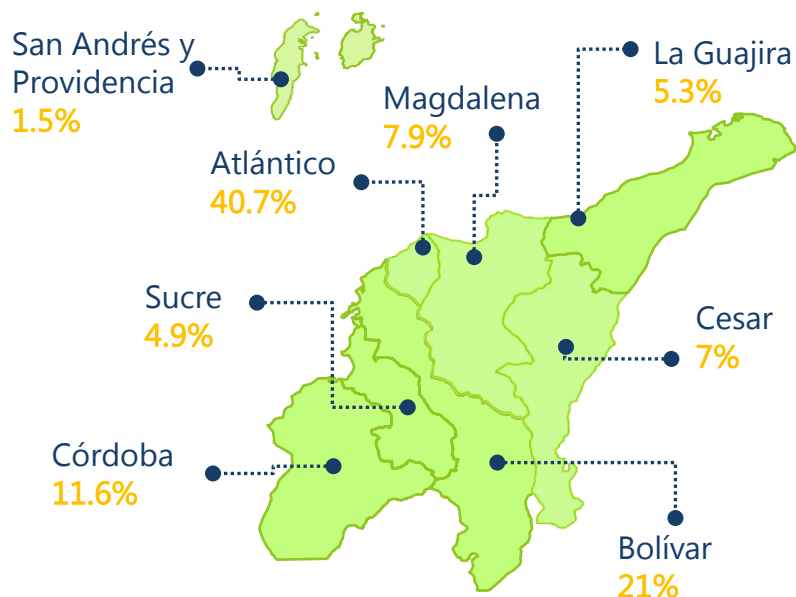 San Andrés y
Providencia
1.5%
La Guajira
5.3%
Magdalena
7.9%
Atlántico
40.7%
Sucre
4.9%
Cesar
7%
Córdoba
11.6%
Bolívar
21%